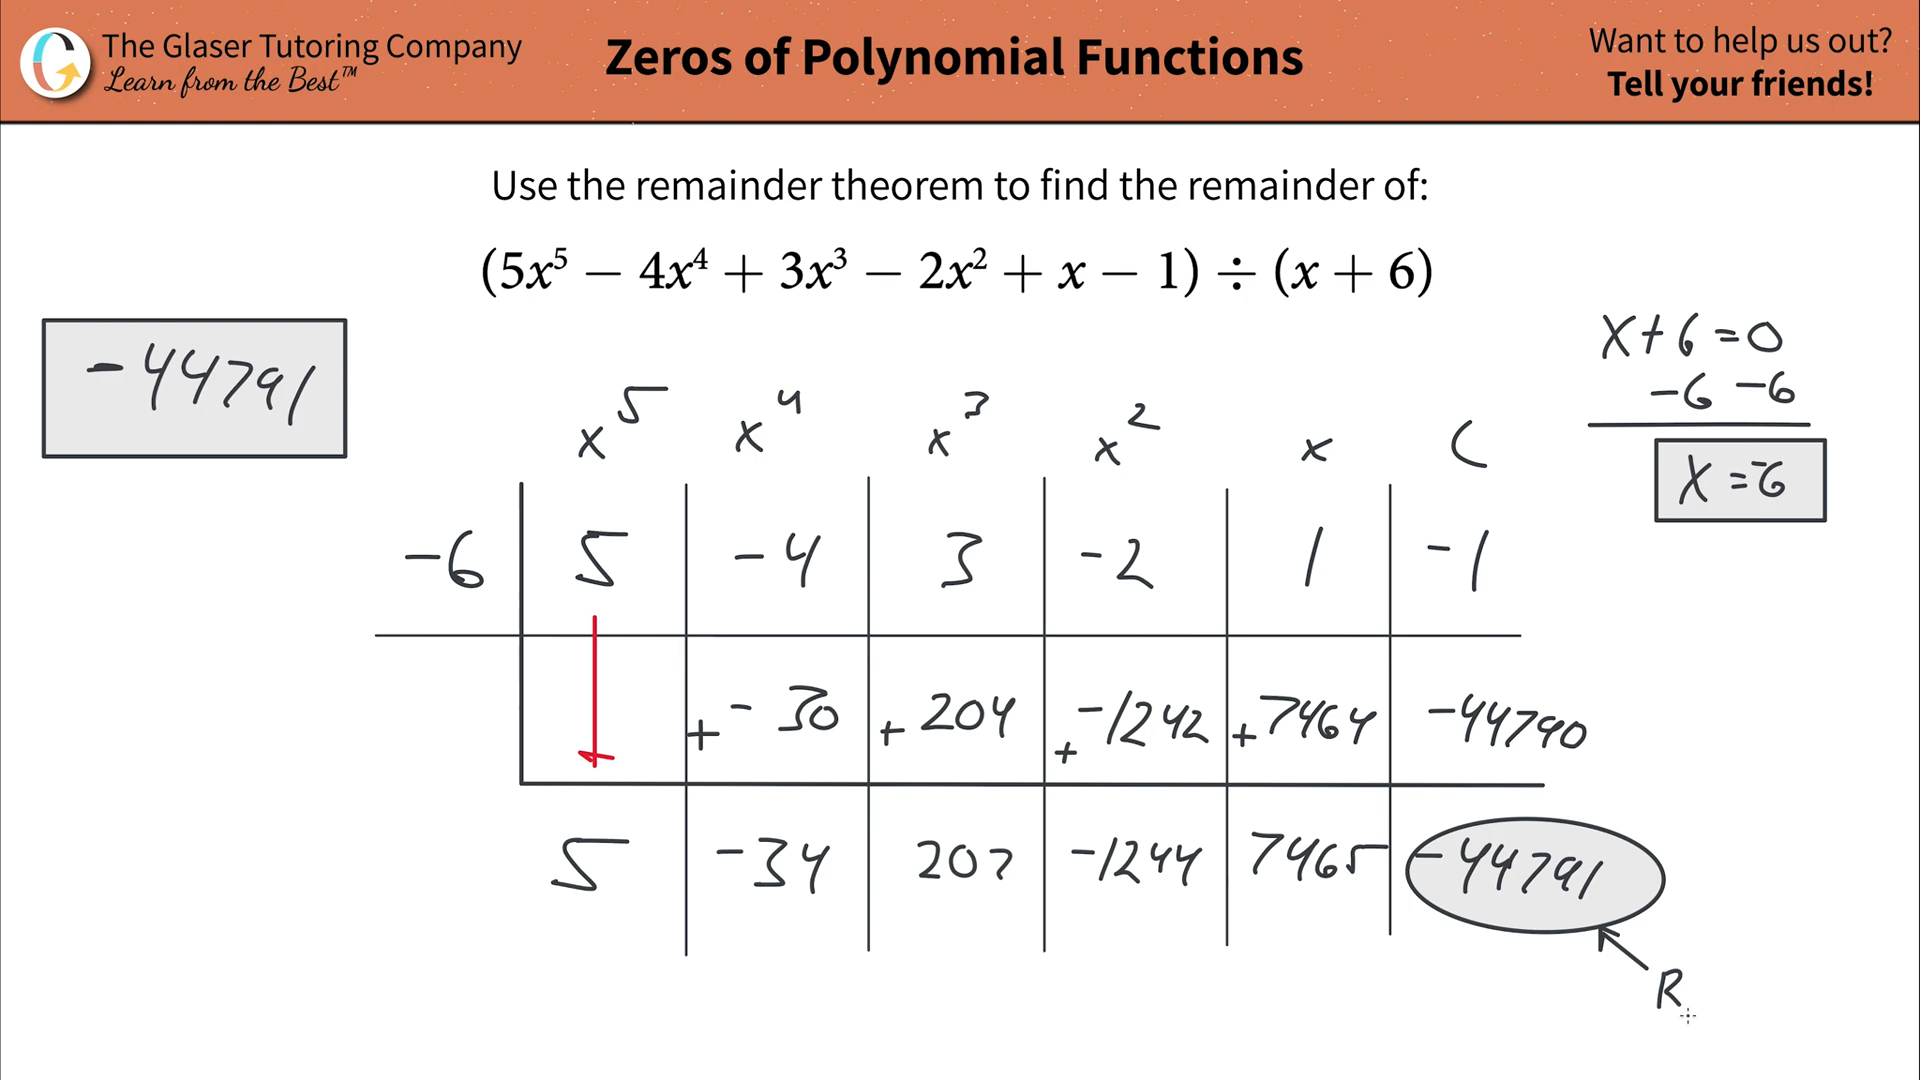 The Glaser Tutoring Company
Learn from the Best™
Zeros of Polynomial Functions
Want to help us out?
Tell your friends!
Use the remainder theorem to find the remainder of:
(5x⁵ − 4x⁴ + 3x³ − 2x² + x − 1) ÷ (x + 6)
-44791
x+6=0
-6 -6
x=-6
x⁵ x⁴ x³ x² x C
-6 5 -4 3 -2 1 -1
+ -30 + 204 + -1242 + 7464 -44790
5 -34 207 -1244 7465 -44791
R